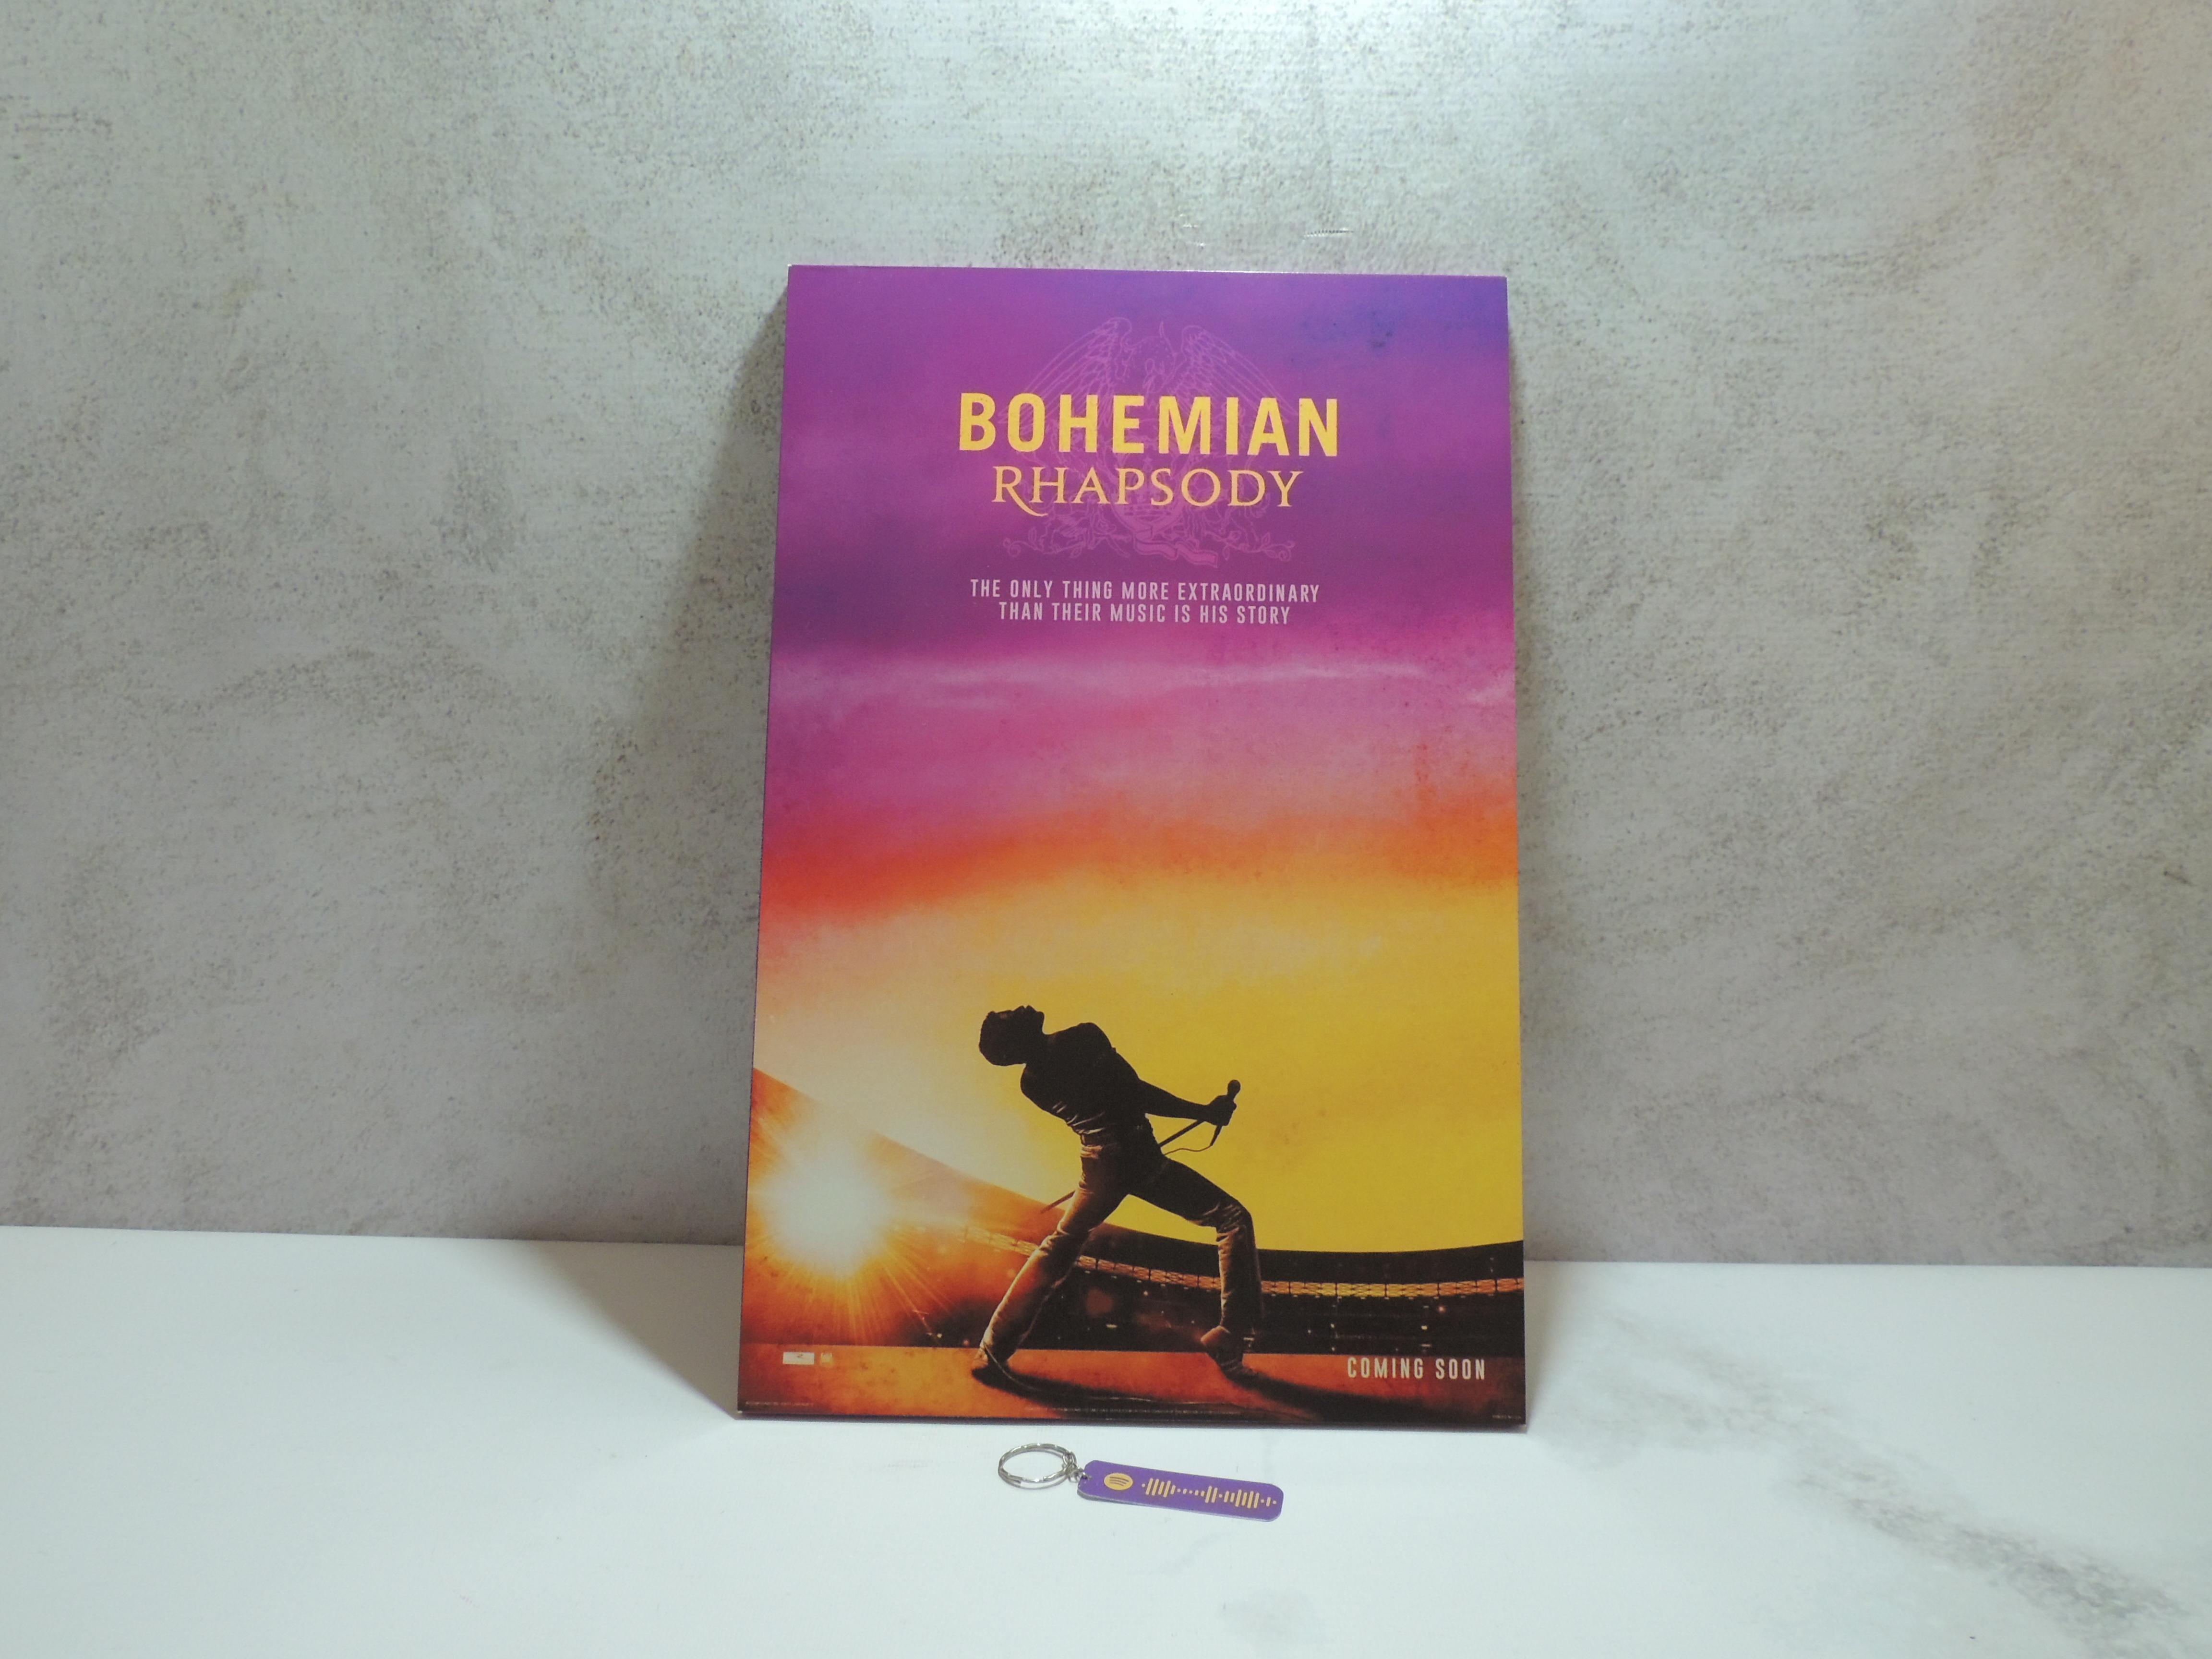 BOHEMIAN
RHAPSODY
THE ONLY THING MORE EXTRAORDINARY
THAN THEIR MUSIC IS HIS STORY
COMING SOON